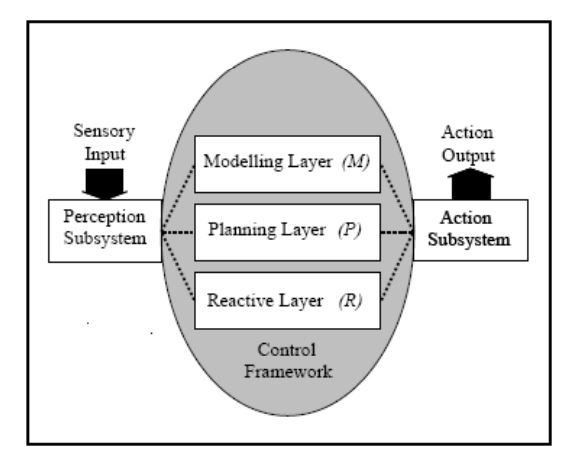 Sensory
Input
Action
Output
Modelling Layer (M)
Perception
Subsystem
Planning Layer (P)
Action
Subsystem
Reactive Layer (R)
Control
Framework